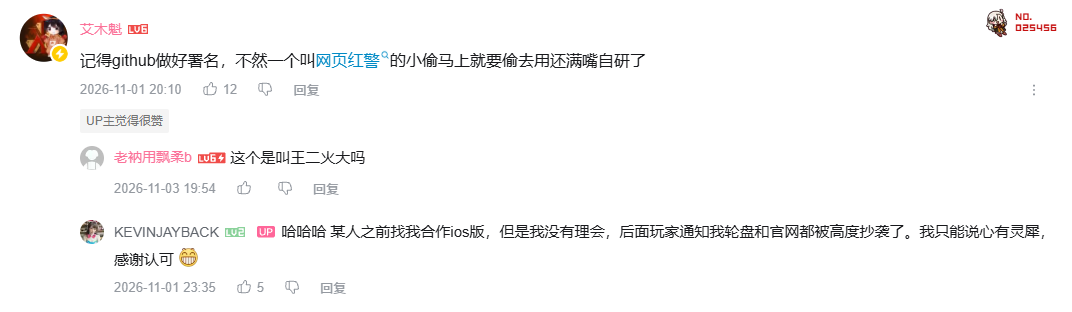 艾木魁 LV6
NO.
025456
记得github做好署名，不然一个叫网页红警的小偷马上就要偷去用还满嘴自研了
2026-11-01 20:10 12 回复
UP主觉得很赞
老衲用飘柔b LV6 这个是叫王二火大吗
2026-11-03 19:54 回复
KEVINJAYBACK LV2 UP 哈哈哈 某人之前找我合作ios版，但是我没有理会，后面玩家通知我轮盘和官网都被高度抄袭了。我只能说心有灵犀，
感谢认可
2026-11-01 23:35 5 回复